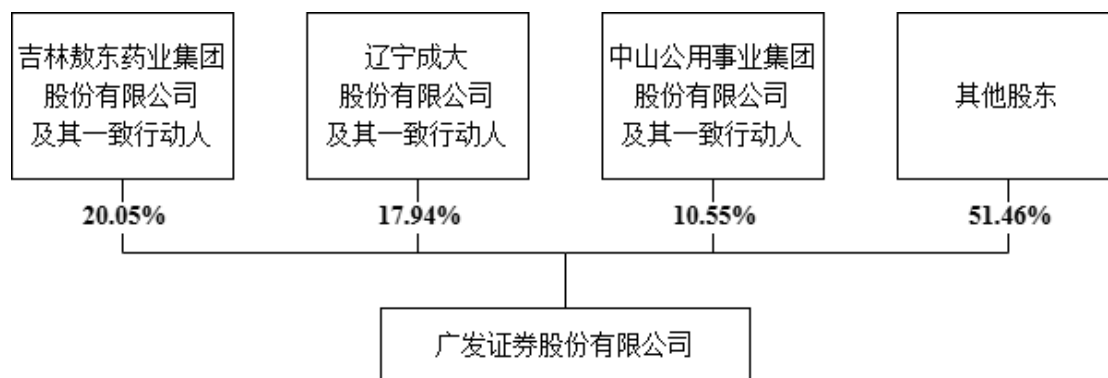 吉林敖东药业集团
股份有限公司
及其一致行动人
辽宁成大
股份有限公司
及其一致行动人
中山公用事业集团
股份有限公司
及其一致行动人
其他股东
20.05%
17.94%
10.55%
51.46%
广发证券股份有限公司